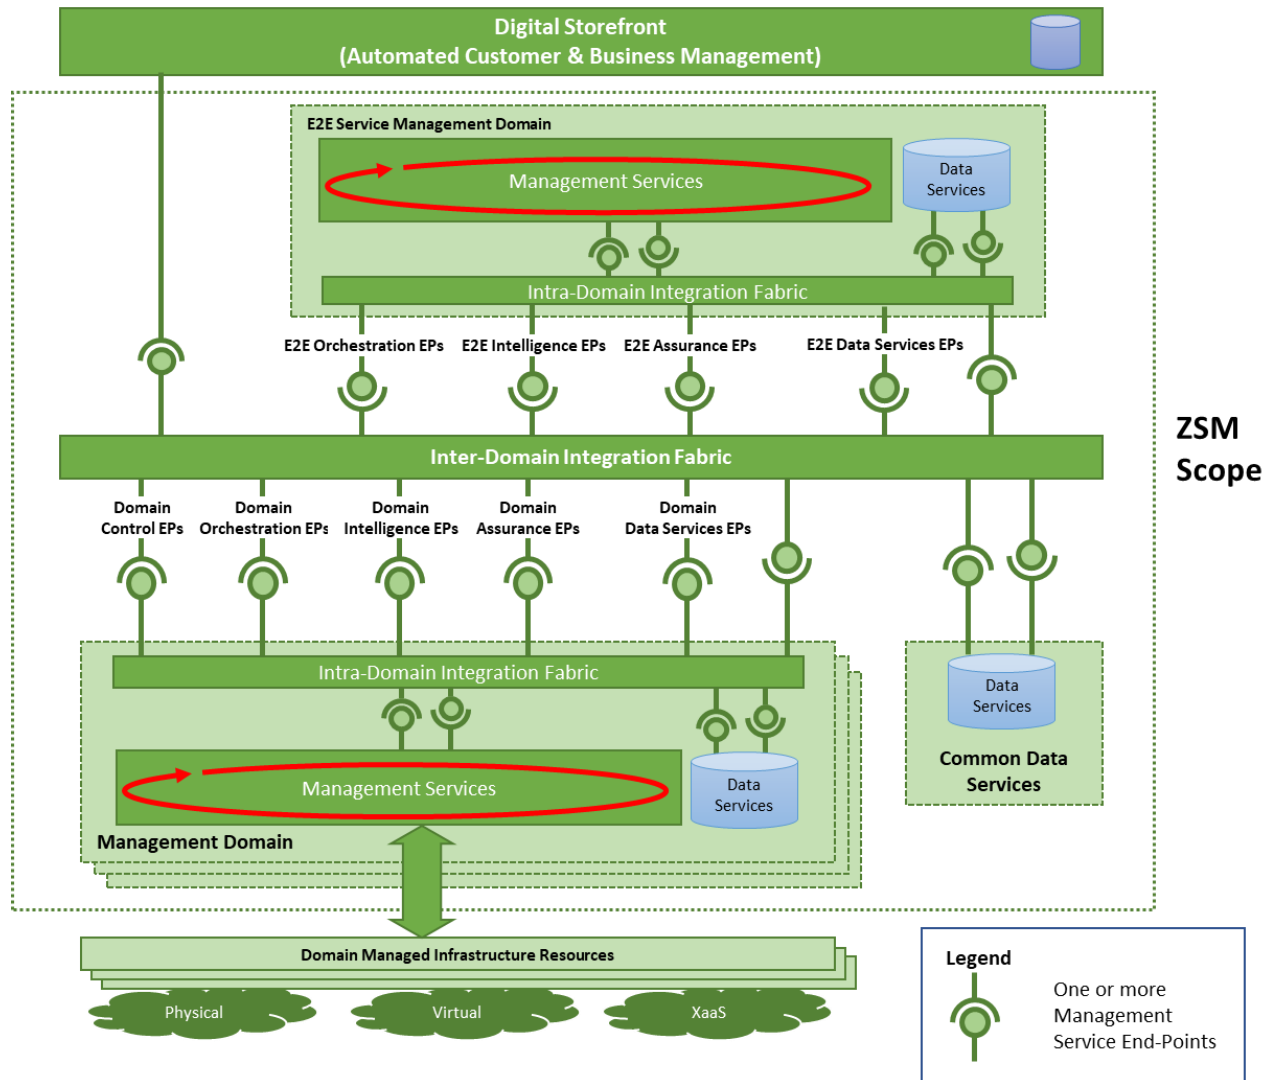 Digital Storefront
(Automated Customer & Business Management)
E2E Service Management Domain
Management Services
Data
Services
Intra-Domain Integration Fabric
E2E Orchestration EPs
E2E Intelligence EPs
E2E Assurance EPs
E2E Data Services EPs
ZSM
Scope
Inter-Domain Integration Fabric
Domain
Control EPs
Domain
Orchestration EPs
Domain
Intelligence EPs
Domain
Assurance EPs
Domain
Data Services EPs
Intra-Domain Integration Fabric
Data
Services
Common Data
Services
Management Services
Data
Services
Management Domain
Domain Managed Infrastructure Resources
Physical
Virtual
XaaS
Legend
One or more
Management
Service End-Points